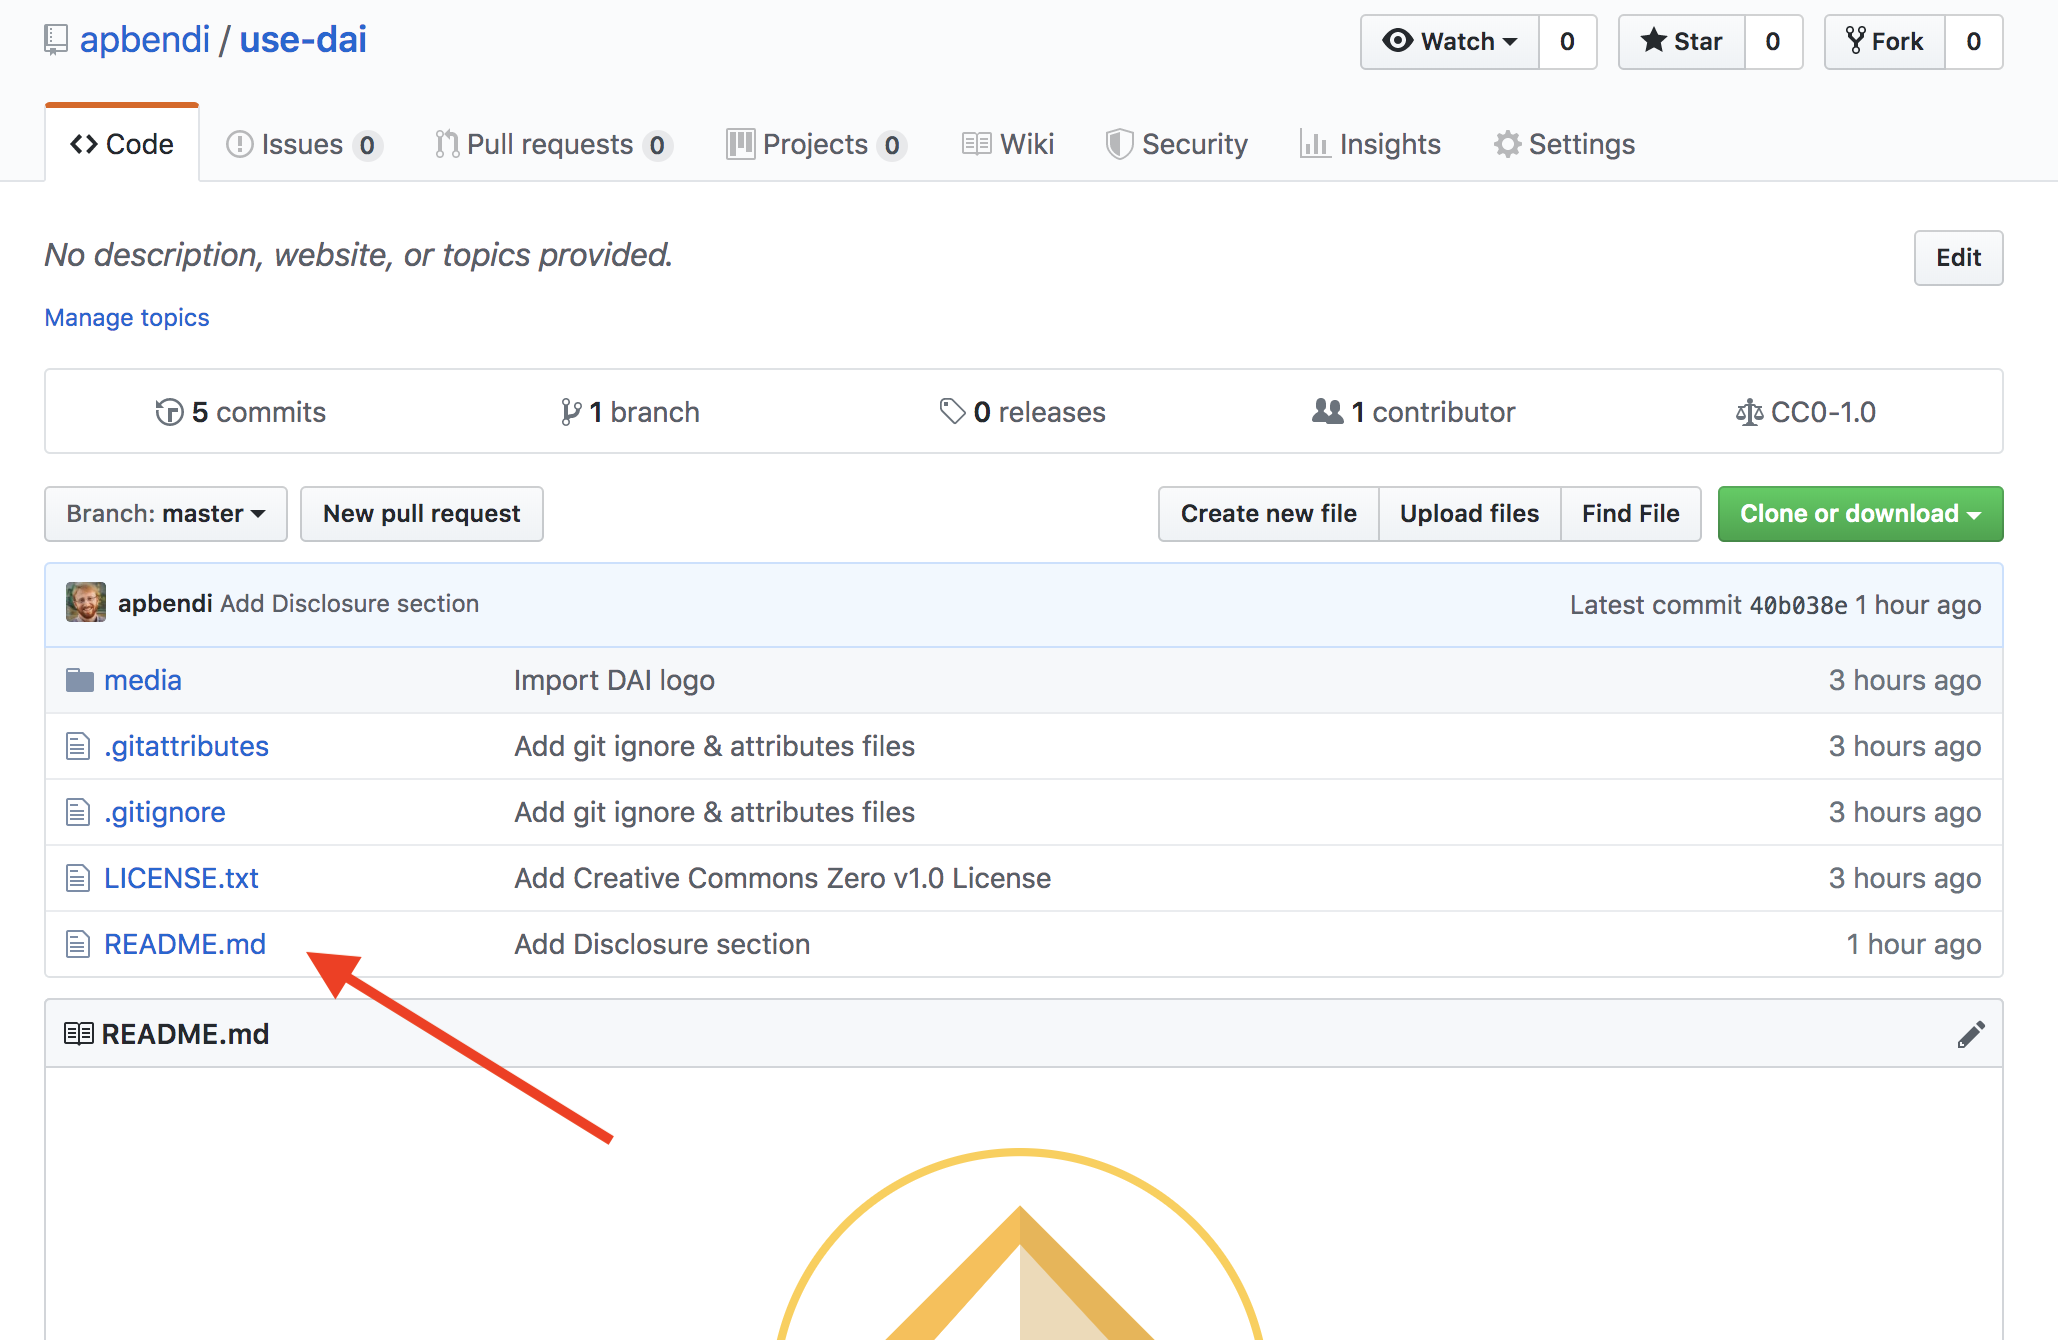 apbendi / use-dai
Watch 0 Star 0 Fork 0
Code Issues 0 Pull requests 0 Projects 0 Wiki Security Insights Settings
No description, website, or topics provided.
Edit
Manage topics
5 commits 1 branch 0 releases 1 contributor CC0-1.0
Branch: master New pull request Create new file Upload files Find File Clone or download
apbendi Add Disclosure section Latest commit 40b038e 1 hour ago
media Import DAI logo 3 hours ago
.gitattributes Add git ignore & attributes files 3 hours ago
.gitignore Add git ignore & attributes files 3 hours ago
LICENSE.txt Add Creative Commons Zero v1.0 License 3 hours ago
README.md Add Disclosure section 1 hour ago
README.md